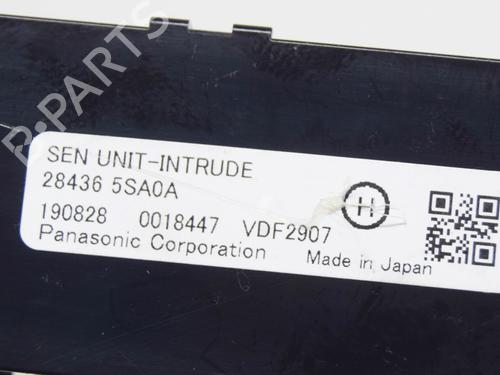 B-PARTS
SEN UNIT-INTRUDE
28436 5SA0A
H
190828 0018447 VDF2907
Panasonic Corporation Made in Japan